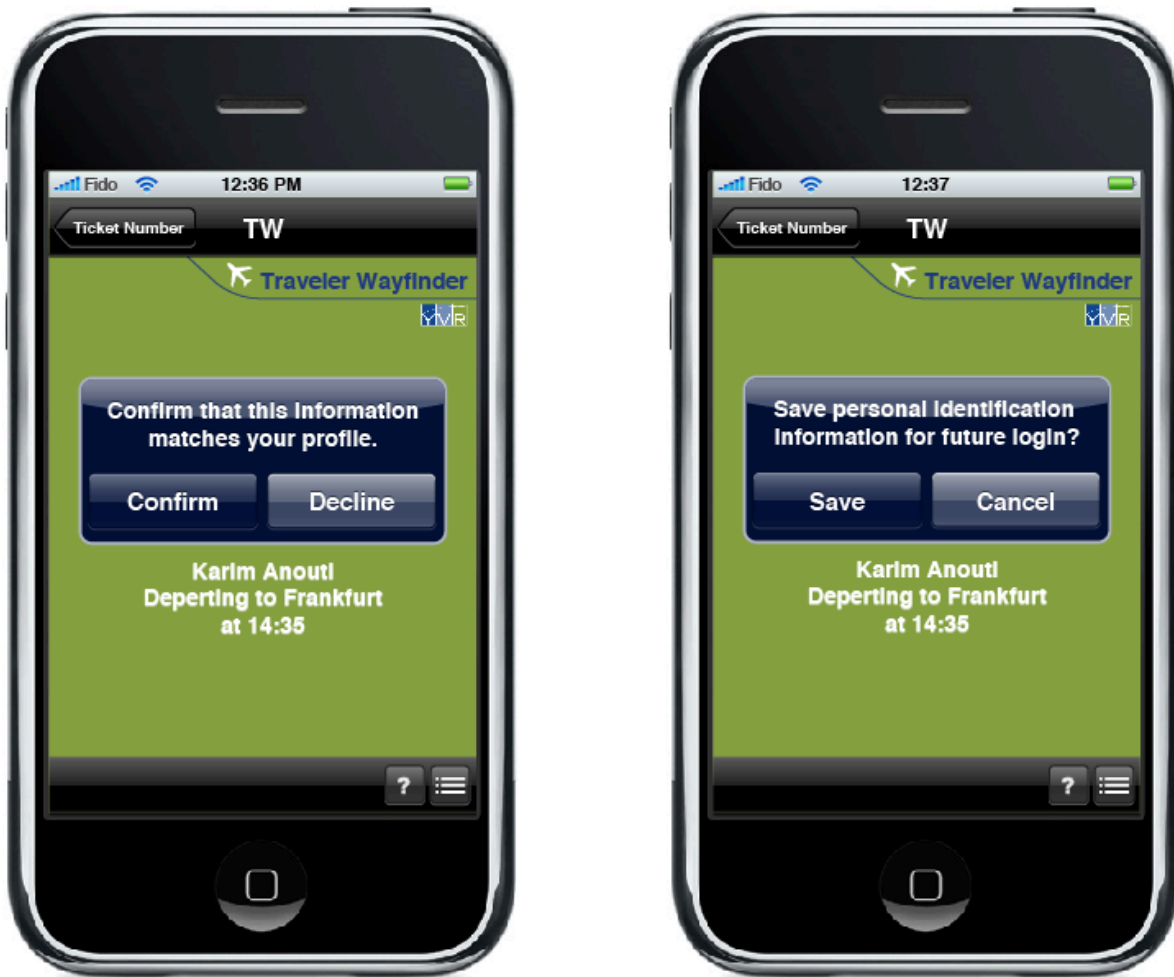 Fido 12:36 PM
Ticket Number TW
Traveler Wayfinder
YVR
Confirm that this information
matches your profile.
Confirm Decline
Karim Anouti
Deperting to Frankfurt
at 14:35
?
Fido 12:37
Ticket Number TW
Traveler Wayfinder
YVR
Save personal identification
information for future login?
Save Cancel
Karim Anouti
Deperting to Frankfurt
at 14:35
?